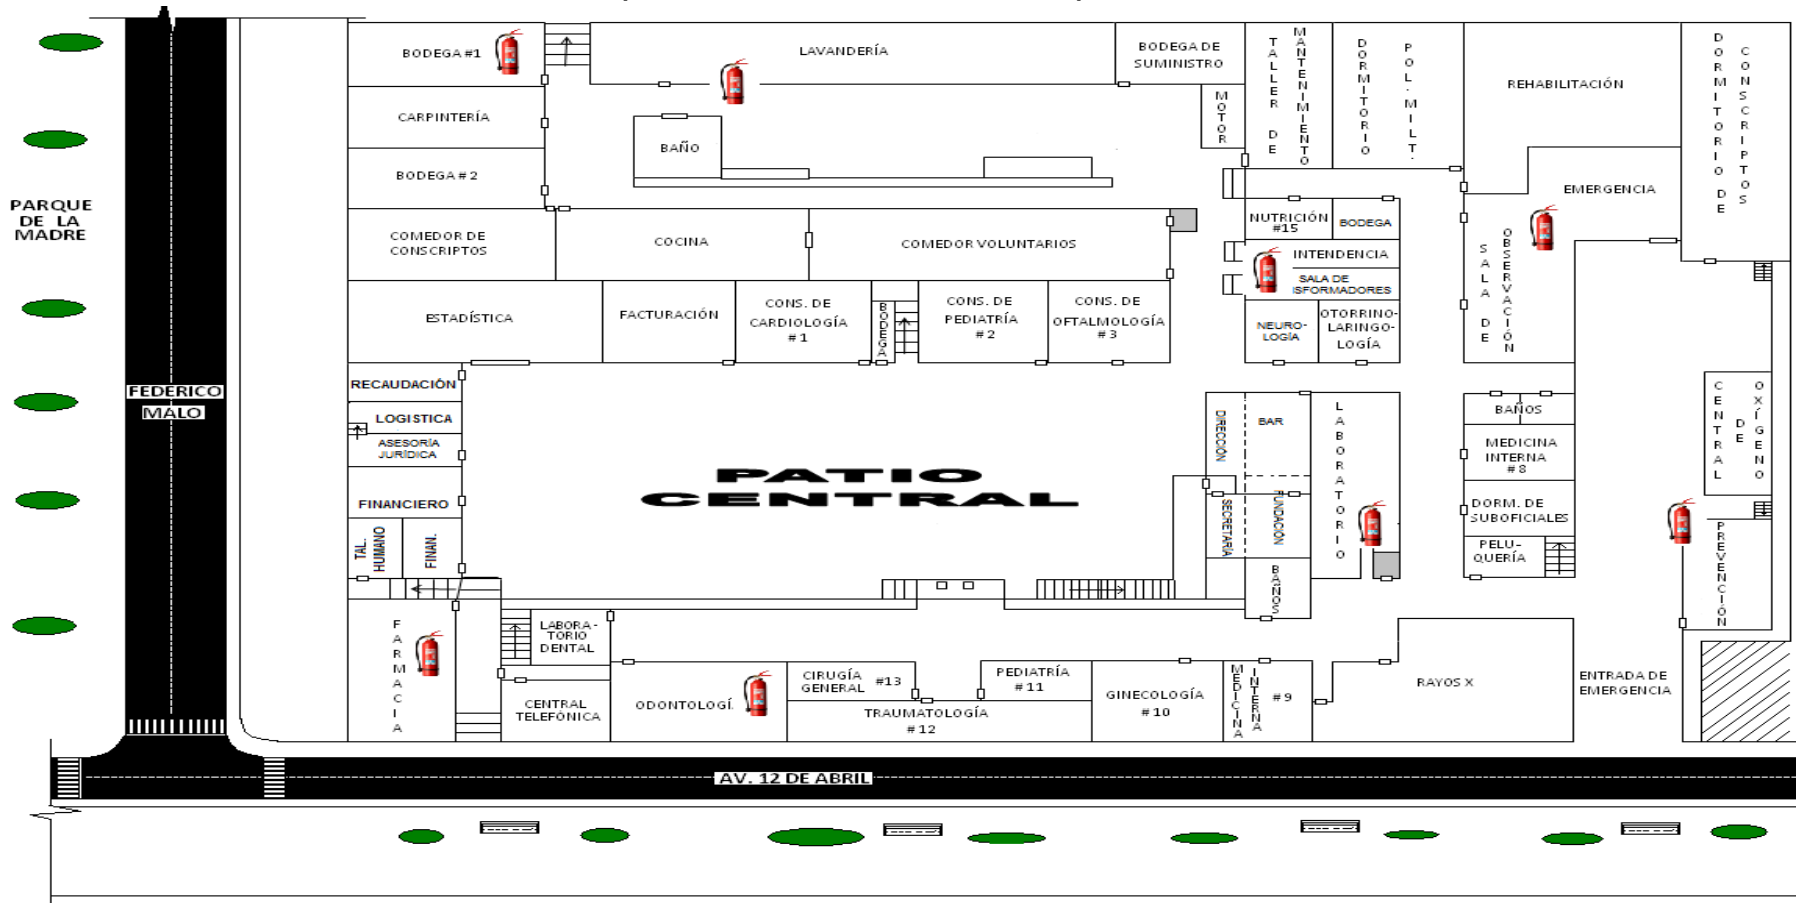 BODEGA #1
LAVANDERÍA
BODEGA DE
SUMINISTRO
TALLER DE
MANTENIMIENTO
DORMITORIO
POL. MILT.
REHABILITACIÓN
DORMITORIO DE
CONSCRIPTOS
CARPINTERÍA
MOTOR
BAÑO
BODEGA # 2
EMERGENCIA
PARQUE
DE LA
MADRE
COMEDOR DE
CONSCRIPTOS
COCINA
COMEDOR VOLUNTARIOS
NUTRICIÓN
#15
BODEGA
INTENDENCIA
SALA DE
ISFORMADORES
SALA DE
OBSERVACIÓN
ESTADÍSTICA
FACTURACIÓN
CONS. DE
CARDIOLOGÍA
# 1
BODEGA
CONS. DE
PEDIATRÍA
# 2
CONS. DE
OFTALMOLOGÍA
# 3
NEURO-
LOGÍA
OTORRINO-
LARINGO-
LOGÍA
FEDERICO
MALO
RECAUDACIÓN
LOGISTICA
ASESORÍA
JURÍDICA
FINANCIERO
TAL.
HUMANO
FINAN.
PATIO
CENTRAL
DIRECCIÓN
BAR
SECRETARÍA
FUNDACIÓN
BAÑOS
LABORATORIO
BAÑOS
MEDICINA
INTERNA
# 8
DORM. DE
SUBOFICIALES
PELU-
QUERÍA
CENTRAL
DE
OXÍGENO
PREVENCIÓN
FARMACIA
LABORA-
TORIO
DENTAL
CENTRAL
TELEFÓNICA
ODONTOLOGÍ
CIRUGÍA
GENERAL
#13
PEDIATRÍA
# 11
TRAUMATOLOGÍA
# 12
GINECOLOGÍA
# 10
MEDICINA
INTERNA
# 9
RAYOS X
ENTRADA DE
EMERGENCIA
AV. 12 DE ABRIL